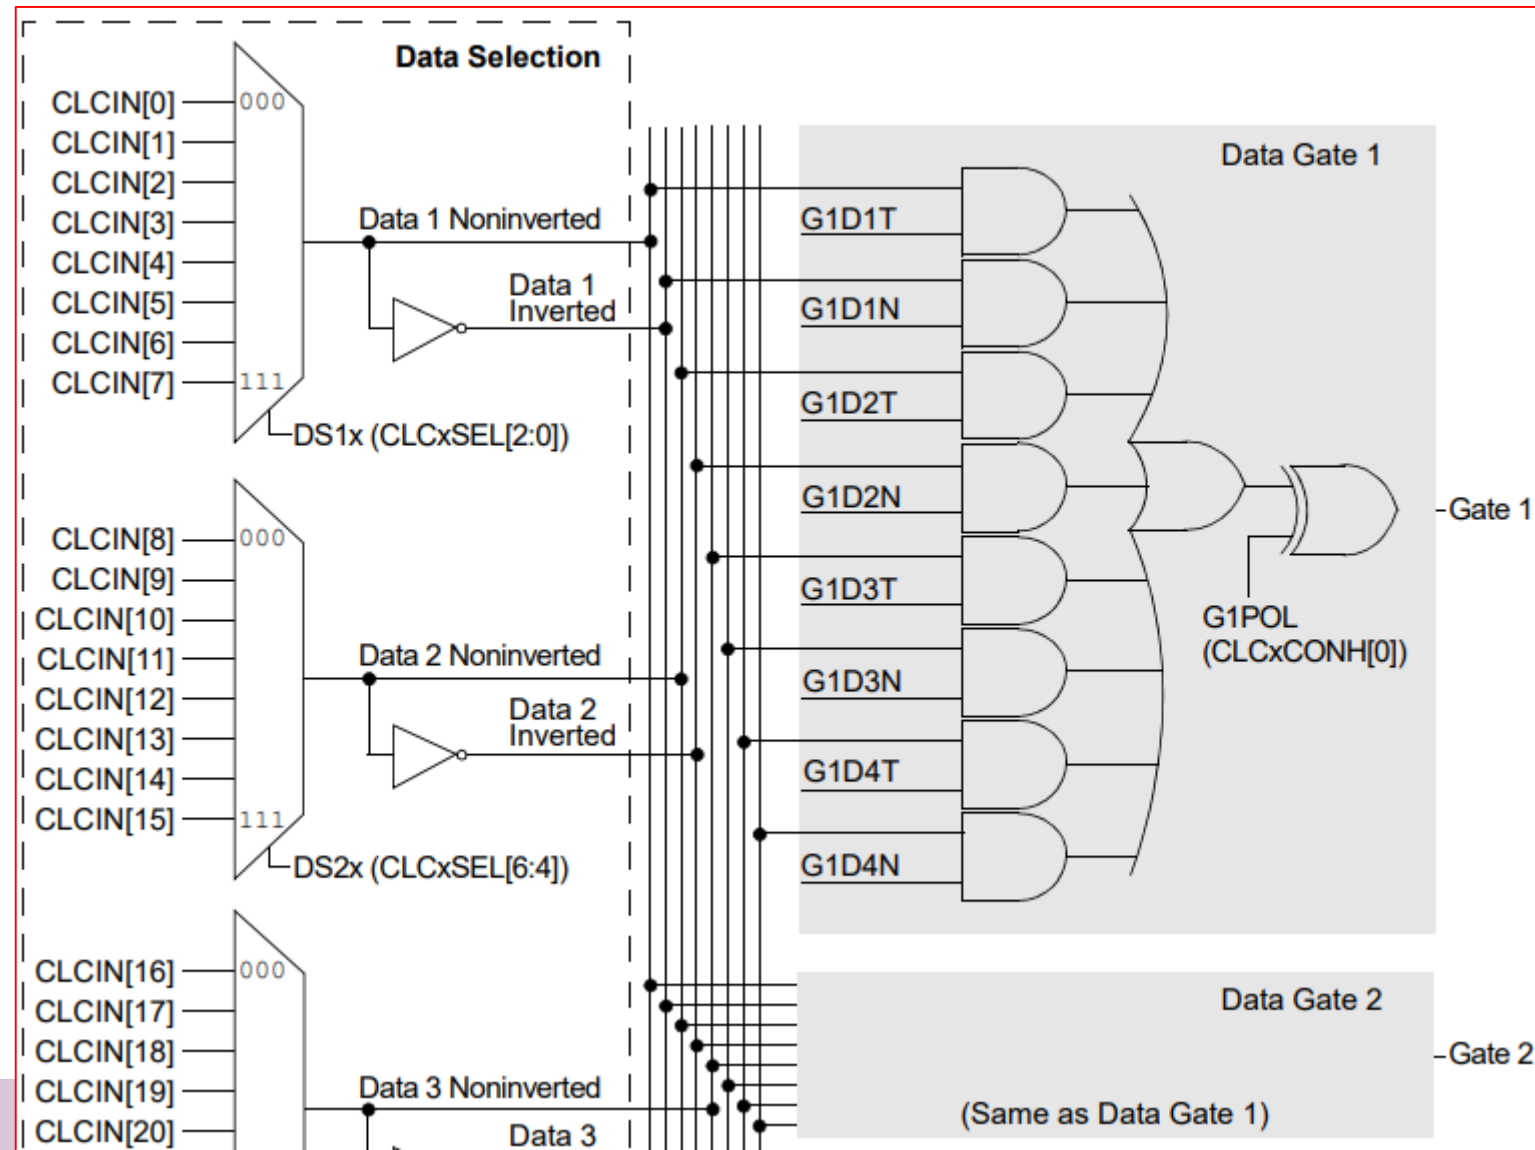 Data Selection
CLCIN[0]
000
CLCIN[1]
CLCIN[2]
CLCIN[3]
CLCIN[4]
CLCIN[5]
CLCIN[6]
CLCIN[7]
111
DS1x (CLCxSEL[2:0])
Data 1 Noninverted
Data 1
Inverted
CLCIN[8]
000
CLCIN[9]
CLCIN[10]
CLCIN[11]
CLCIN[12]
CLCIN[13]
CLCIN[14]
CLCIN[15]
111
DS2x (CLCxSEL[6:4])
Data 2 Noninverted
Data 2
Inverted
CLCIN[16]
000
CLCIN[17]
CLCIN[18]
CLCIN[19]
CLCIN[20]
Data 3 Noninverted
Data 3
Data Gate 1
G1D1T
G1D1N
G1D2T
G1D2N
G1D3T
G1D3N
G1D4T
G1D4N
G1POL
(CLCxCONH[0])
Gate 1
Data Gate 2
(Same as Data Gate 1)
Gate 2